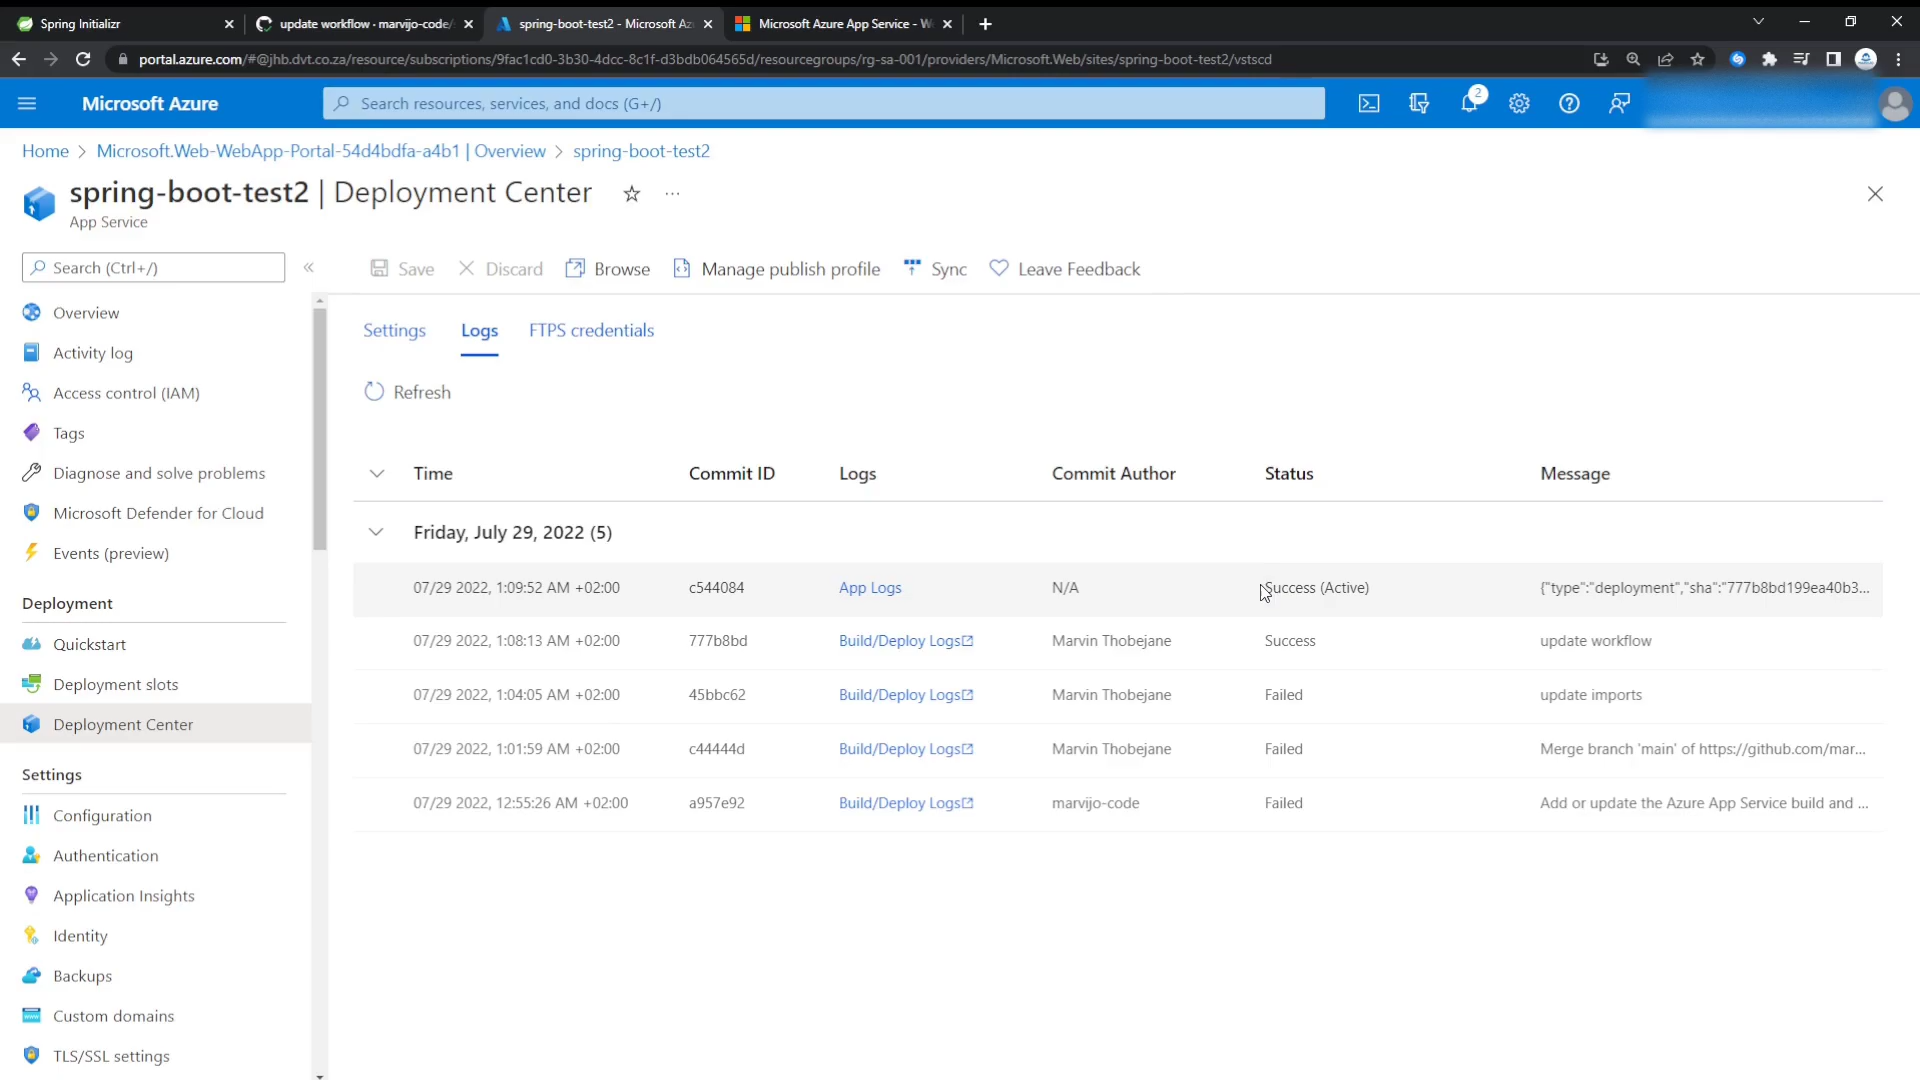 Spring Initializr
update workflow · marvijo-code/
spring-boot-test2 - Microsoft Az
Microsoft Azure App Service - W
portal.azure.com/#@jhb.dvt.co.za/resource/subscriptions/9fac1cd0-3b30-4dcc-8c1f-d3bdb064565d/resourcegroups/rg-sa-001/providers/Microsoft.Web/sites/spring-boot-test2/vstscd
Microsoft Azure
Search resources, services, and docs (G+/)
2
Home > Microsoft.Web-WebApp-Portal-54d4bdfa-a4b1 | Overview > spring-boot-test2
spring-boot-test2 | Deployment Center
App Service
Search (Ctrl+/)
Save
Discard
Browse
Manage publish profile
Sync
Leave Feedback
Overview
Activity log
Access control (IAM)
Tags
Diagnose and solve problems
Microsoft Defender for Cloud
Events (preview)
Deployment
Quickstart
Deployment slots
Deployment Center
Settings
Configuration
Authentication
Application Insights
Identity
Backups
Custom domains
TLS/SSL settings
Settings Logs FTPS credentials
Refresh
Time Commit ID Logs Commit Author Status Message
Friday, July 29, 2022 (5)
07/29 2022, 1:09:52 AM +02:00 c544084 App Logs N/A Success (Active) {"type":"deployment","sha":"777b8bd199ea40b3...
07/29 2022, 1:08:13 AM +02:00 777b8bd Build/Deploy Logs Marvin Thobejane Success update workflow
07/29 2022, 1:04:05 AM +02:00 45bbc62 Build/Deploy Logs Marvin Thobejane Failed update imports
07/29 2022, 1:01:59 AM +02:00 c44444d Build/Deploy Logs Marvin Thobejane Failed Merge branch 'main' of https://github.com/mar...
07/29 2022, 12:55:26 AM +02:00 a957e92 Build/Deploy Logs marvijo-code Failed Add or update the Azure App Service build and ...